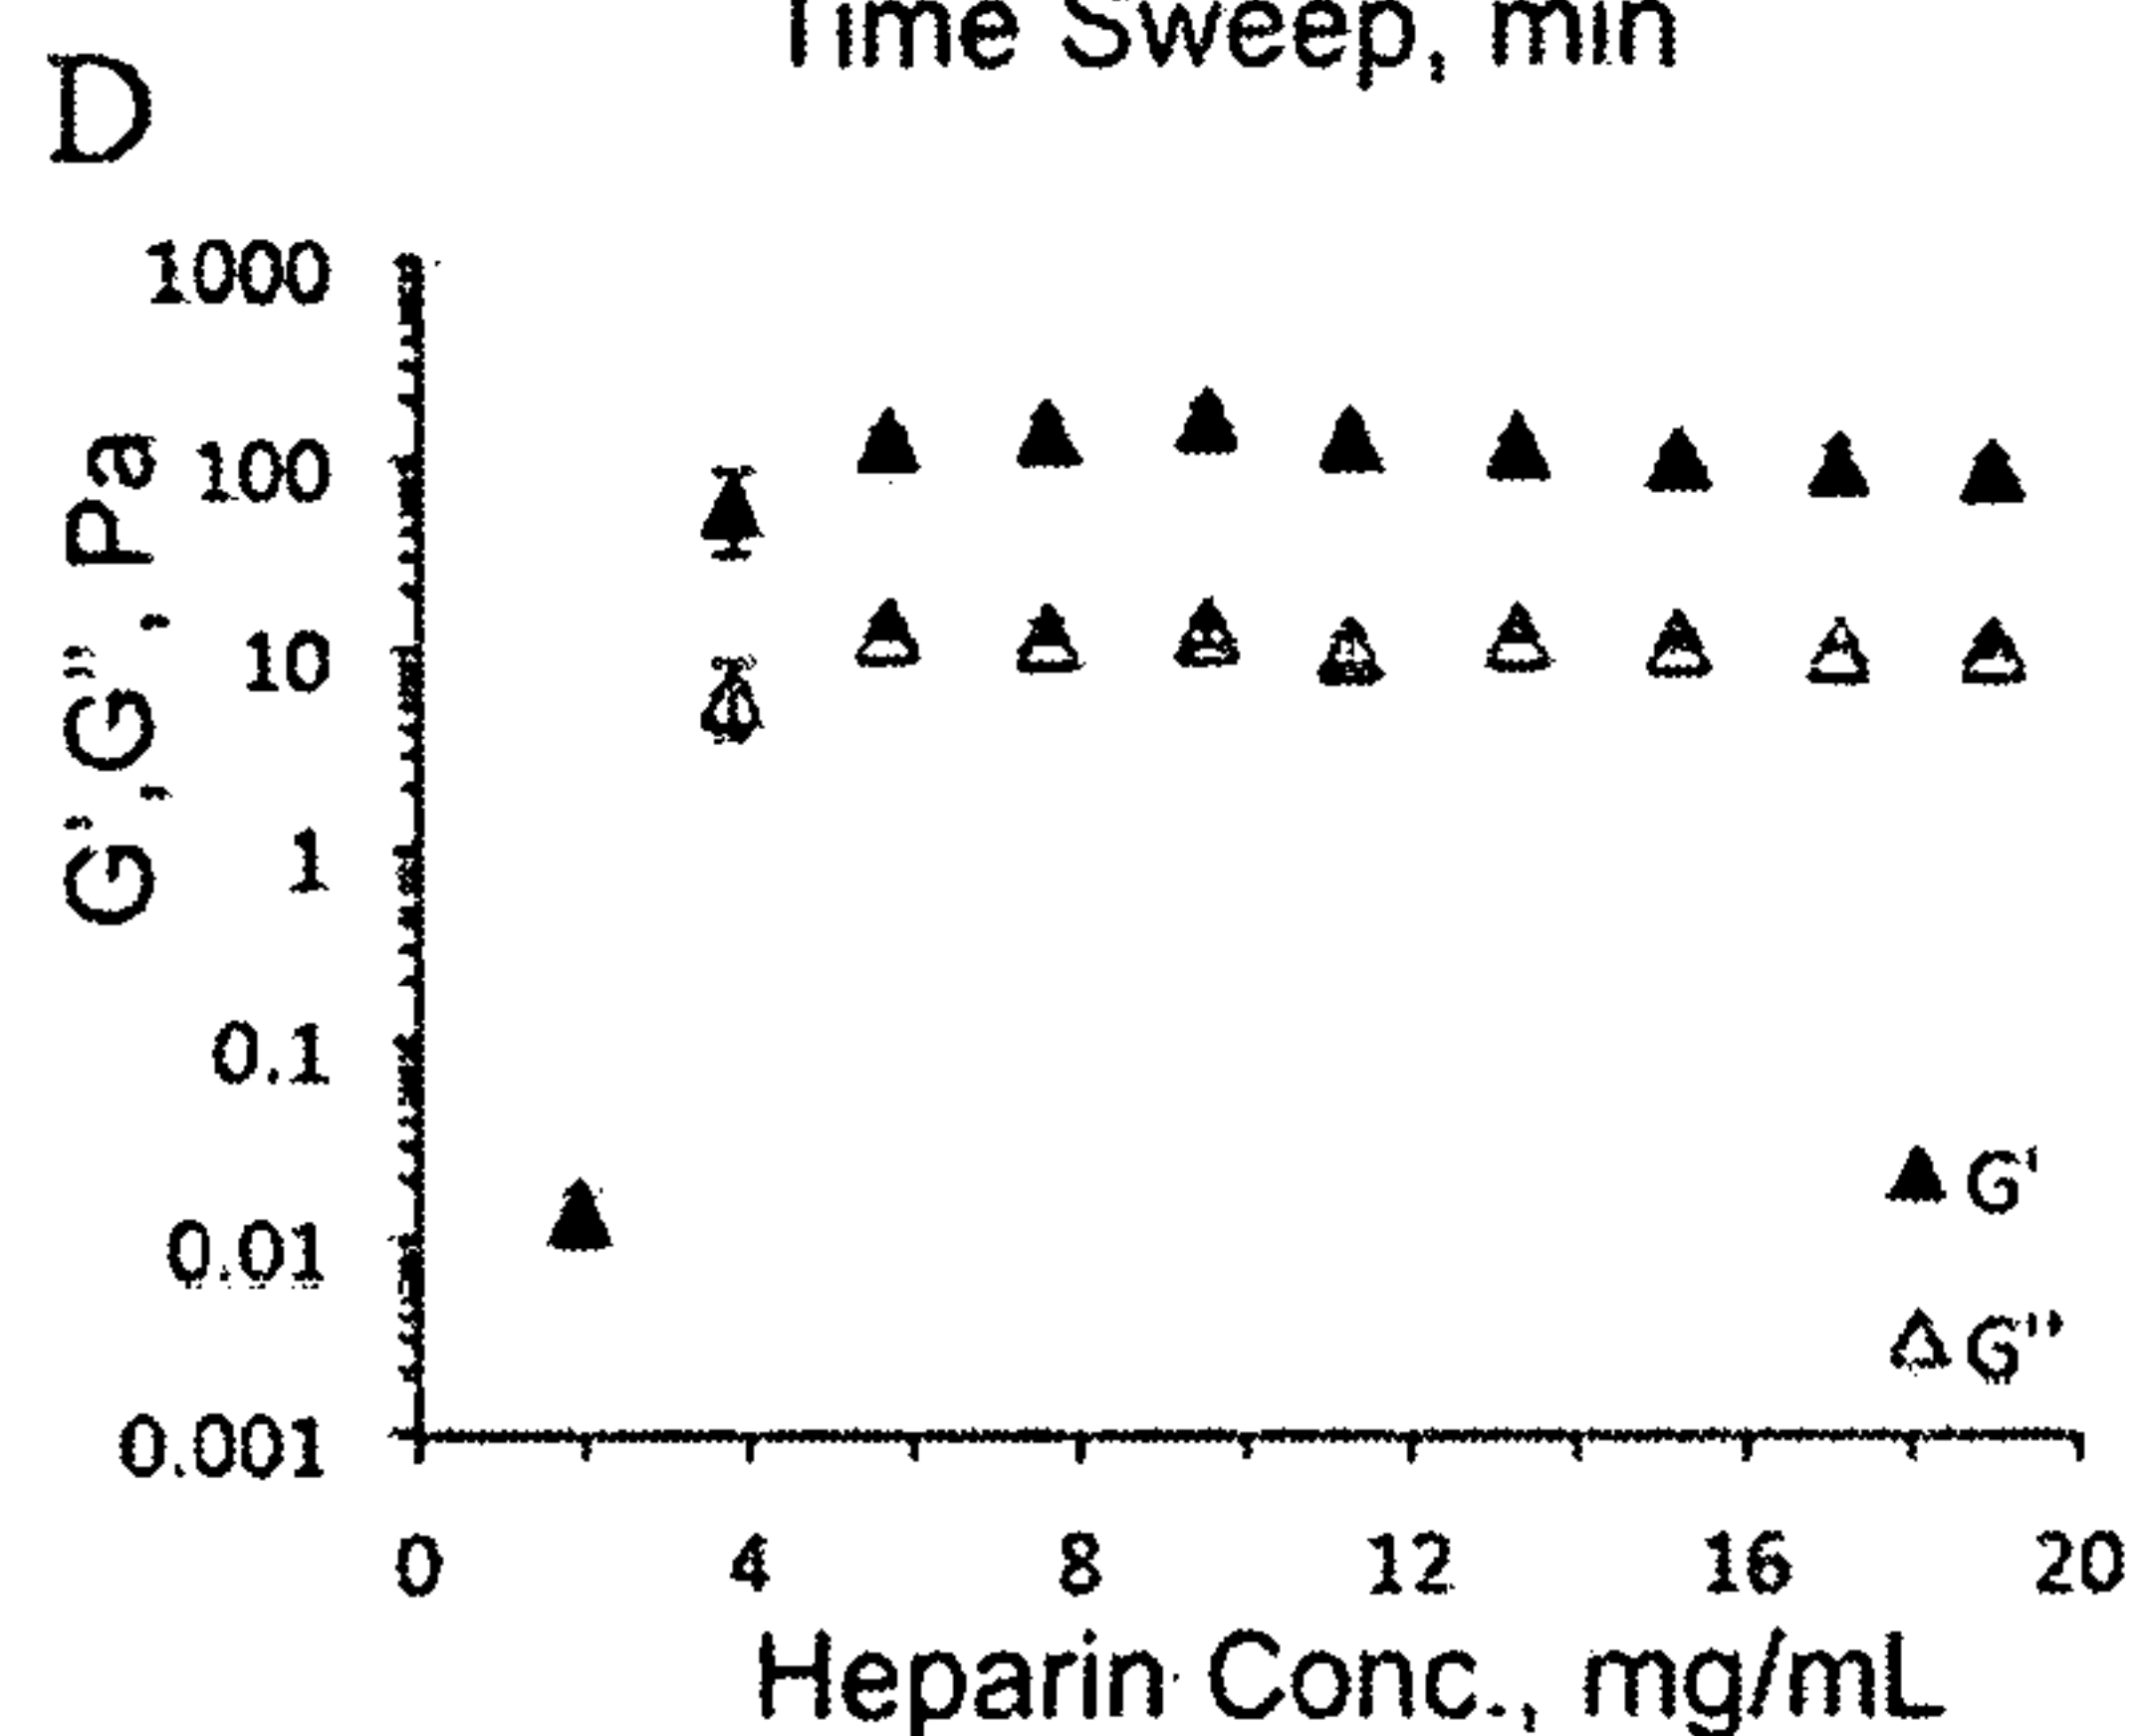 Time Sweep, min
D
1000
100
10
1
0.1
0.01
0.001
G", G', Pa
G'
G"
0 4 8 12 16 20
Heparin Conc., mg/mL